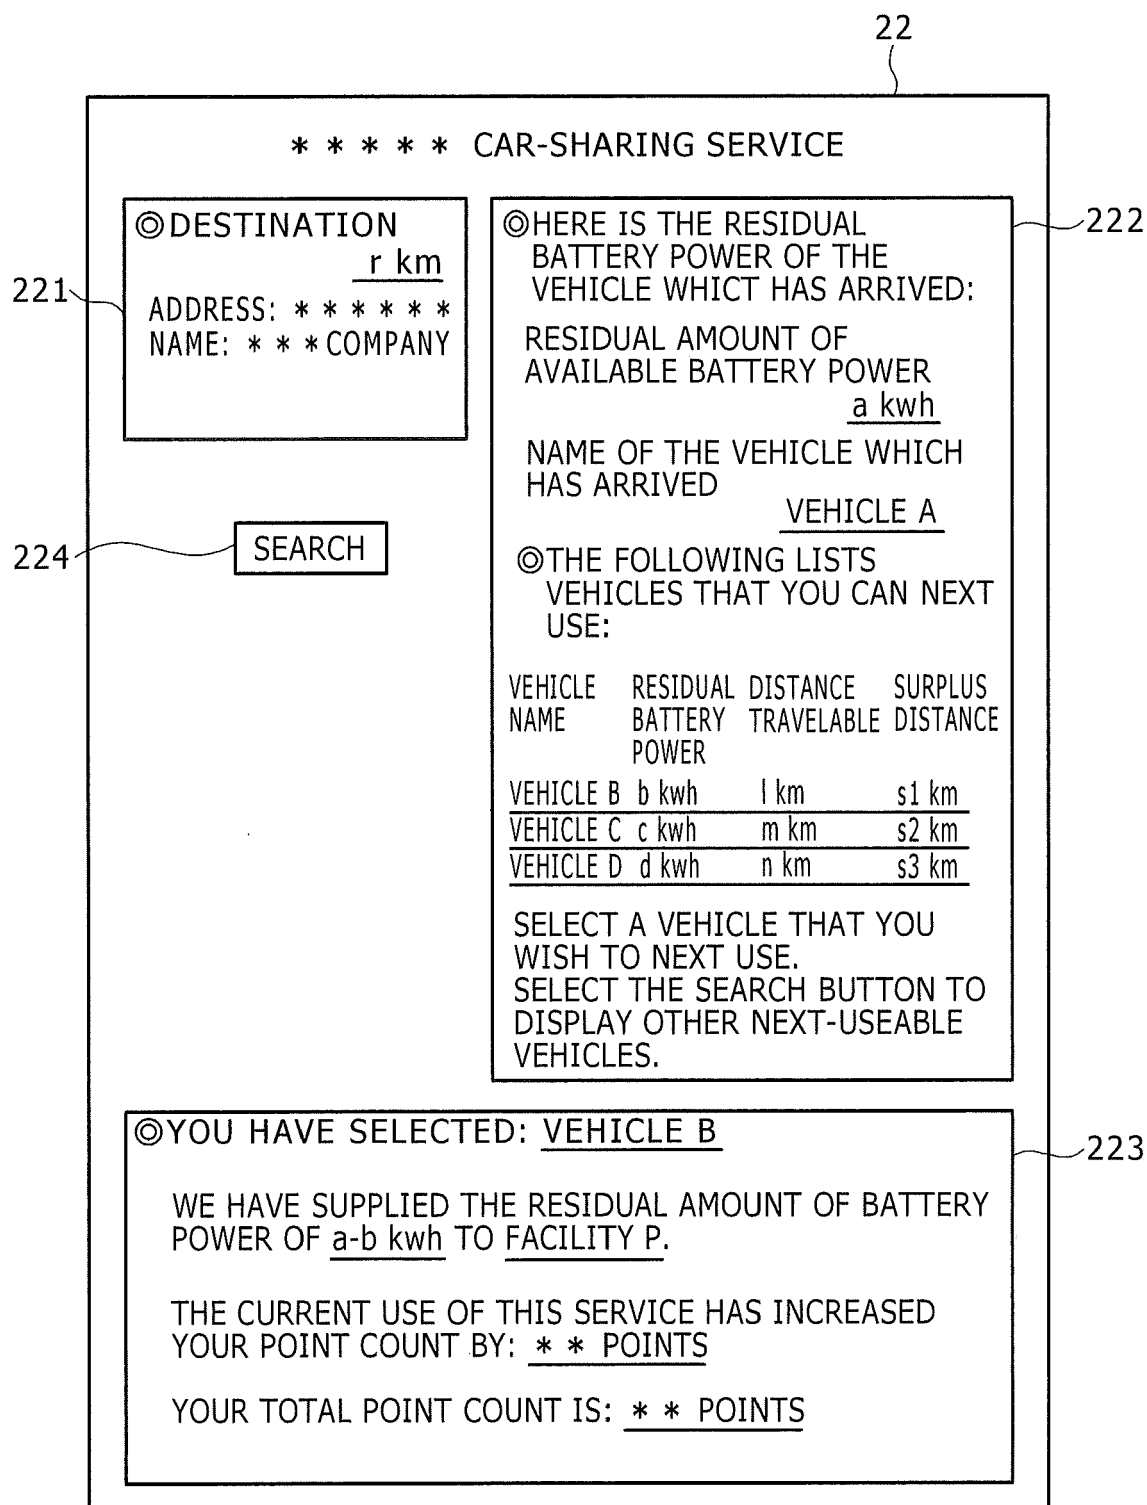 22
* * * * * CAR-SHARING SERVICE
221
◎DESTINATION
r km
ADDRESS: * * * * * *
NAME: * * * COMPANY
224
SEARCH
222
◎HERE IS THE RESIDUAL
BATTERY POWER OF THE
VEHICLE WHICT HAS ARRIVED:
RESIDUAL AMOUNT OF
AVAILABLE BATTERY POWER
a kwh
NAME OF THE VEHICLE WHICH
HAS ARRIVED
VEHICLE A
◎THE FOLLOWING LISTS
VEHICLES THAT YOU CAN NEXT
USE:
VEHICLE RESIDUAL DISTANCE SURPLUS
NAME BATTERY TRAVELABLE DISTANCE
POWER
VEHICLE B b kwh l km s1 km
VEHICLE C c kwh m km s2 km
VEHICLE D d kwh n km s3 km
SELECT A VEHICLE THAT YOU
WISH TO NEXT USE.
SELECT THE SEARCH BUTTON TO
DISPLAY OTHER NEXT-USEABLE
VEHICLES.
223
◎YOU HAVE SELECTED: VEHICLE B
WE HAVE SUPPLIED THE RESIDUAL AMOUNT OF BATTERY
POWER OF a-b kwh TO FACILITY P.
THE CURRENT USE OF THIS SERVICE HAS INCREASED
YOUR POINT COUNT BY: * * POINTS
YOUR TOTAL POINT COUNT IS: * * POINTS